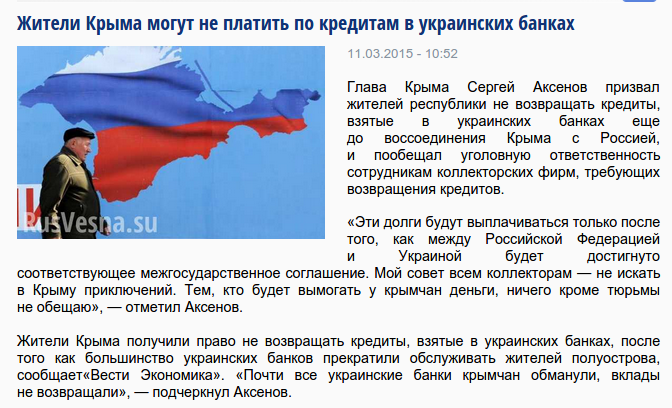 Жители Крыма могут не платить по кредитам в украинских банках
11.03.2015 - 10:52
Глава Крыма Сергей Аксенов призвал
жителей республики не возвращать кредиты,
взятые в украинских банках еще
до воссоединения Крыма с Россией,
и пообещал уголовную ответственность
сотрудникам коллекторских фирм, требующих
возвращения кредитов.
RusVesna.su
«Эти долги будут выплачиваться только после
того, как между Российской Федерацией
и Украиной будет достигнуто
соответствующее межгосударственное соглашение. Мой совет всем коллекторам — не искать
в Крыму приключений. Тем, кто будет вымогать у крымчан деньги, ничего кроме тюрьмы
не обещаю», — отметил Аксенов.
Жители Крыма получили право не возвращать кредиты, взятые в украинских банках, после
того как большинство украинских банков прекратили обслуживать жителей полуострова,
сообщает«Вести Экономика». «Почти все украинские банки крымчан обманули, вклады
не возвращали», — подчеркнул Аксенов.